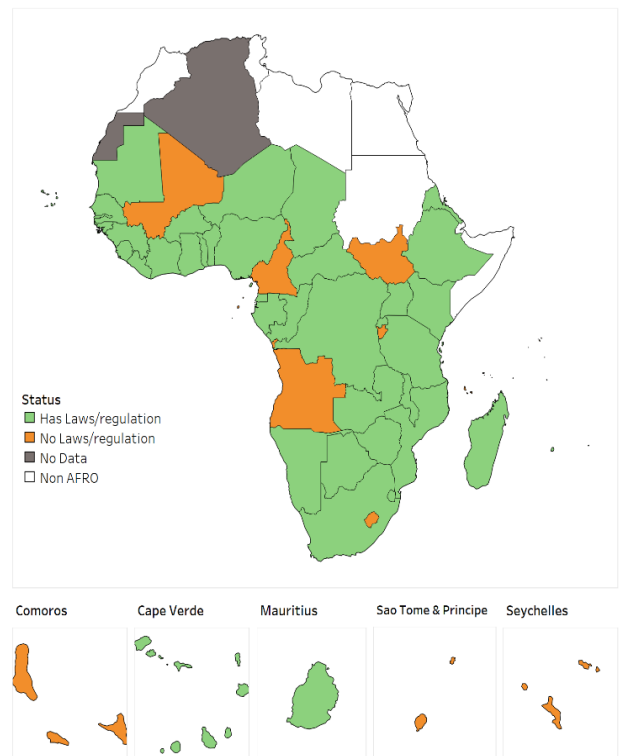 Status
Has Laws/regulation
No Laws/regulation
No Data
Non AFRO
Comoros
Cape Verde
Mauritius
Sao Tome & Principe
Seychelles